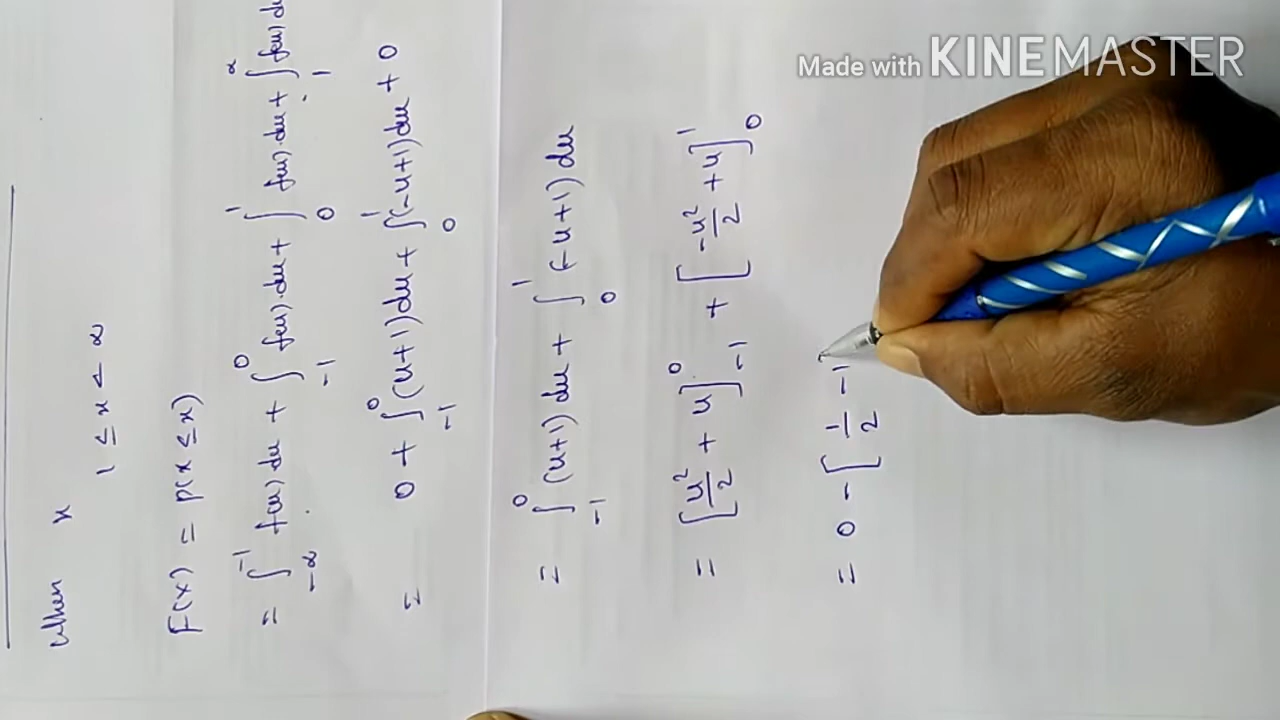 Made with KINEMASTER
When x
1 ≤ x < ∞
F(x) = P(x ≤ x)
= ∫_{-∞}^{-1} f(u) du + ∫_{-1}^{0} f(u).du + ∫_{0}^{1} f(u).du + ∫_{1}^{x} f(u) du
= 0 + ∫_{-1}^{0} (u+1)du + ∫_{0}^{1} (-u+1)du + 0
= ∫_{-1}^{0} (u+1) du + ∫_{0}^{1} (-u+1) du
= [u²/2 + u]_{-1}^{0} + [-u²/2 + u]_{0}^{1}
= 0 - [1/2 - 1]